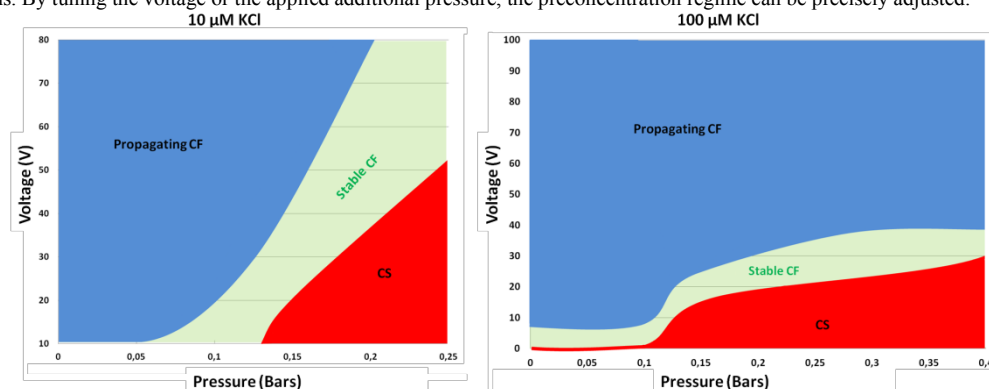 ns. By tuning the voltage or the applied additional pressure, the preconcentration regime can be precisely adjusted.
10 µM KCl
100 µM KCl
80
70
60
50
40
30
20
10
Voltage (V)
Propagating CF
Stable CF
CS
0
0,05
0,1
0,15
0,2
0,25
Pressure (Bars)
100
90
80
70
60
50
40
30
20
10
0
Voltage (V)
Propagating CF
Stable CF
CS
0
0,05
0,1
0,15
0,2
0,25
0,3
0,35
Pressure (Bars)